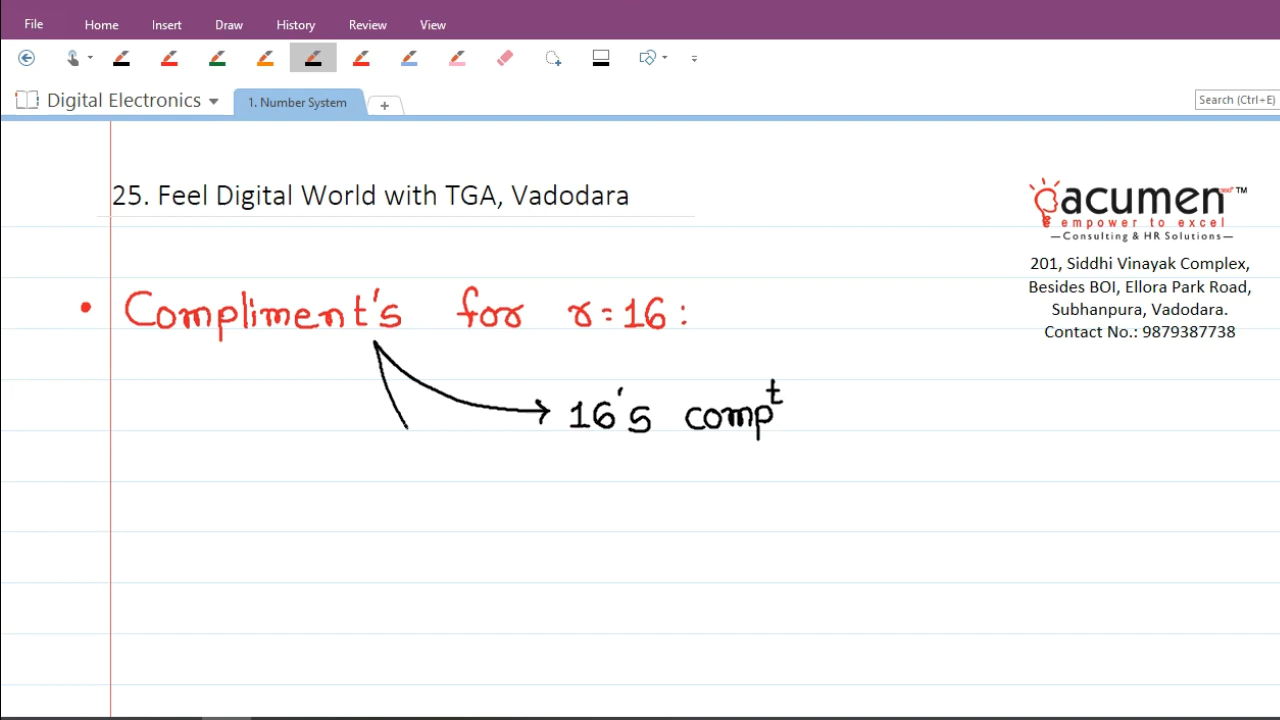 File Home Insert Draw History Review View
Digital Electronics 1. Number System + Search (Ctrl+E)
25. Feel Digital World with TGA, Vadodara
acumen TM
empower to excel
—Consulting & HR Solutions—
201, Siddhi Vinayak Complex,
Besides BOI, Ellora Park Road,
Subhanpura, Vadodara.
Contact No.: 9879387738
• Compliment's for r=16:
16's compt